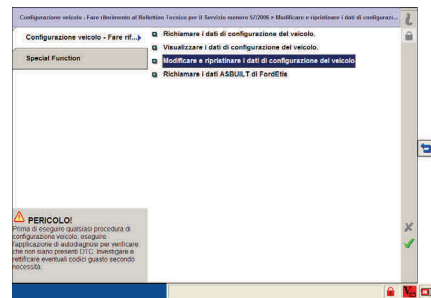 Configurazione veicolo - Fare riferimento al Bollettino Tecnico per il Servizio numero 57/2006 > Modificare e ripristinare i dati di configurazi...
Configurazione veicolo - Fare rif...
Special Function
Richiamare i dati di configurazione del veicolo.
Visualizzare i dati di configurazione del veicolo.
Modificare e ripristinare i dati di configurazione del veicolo
Richiamare i dati ASBUILT di FordEtis
PERICOLO!
Prima di eseguire qualsiasi procedura di
configurazione veicolo, eseguire
l'applicazione di autodiagnosi per verificare
che non siano presenti DTC. Investigare e
rettificare eventuali codici guasto secondo
necessità.